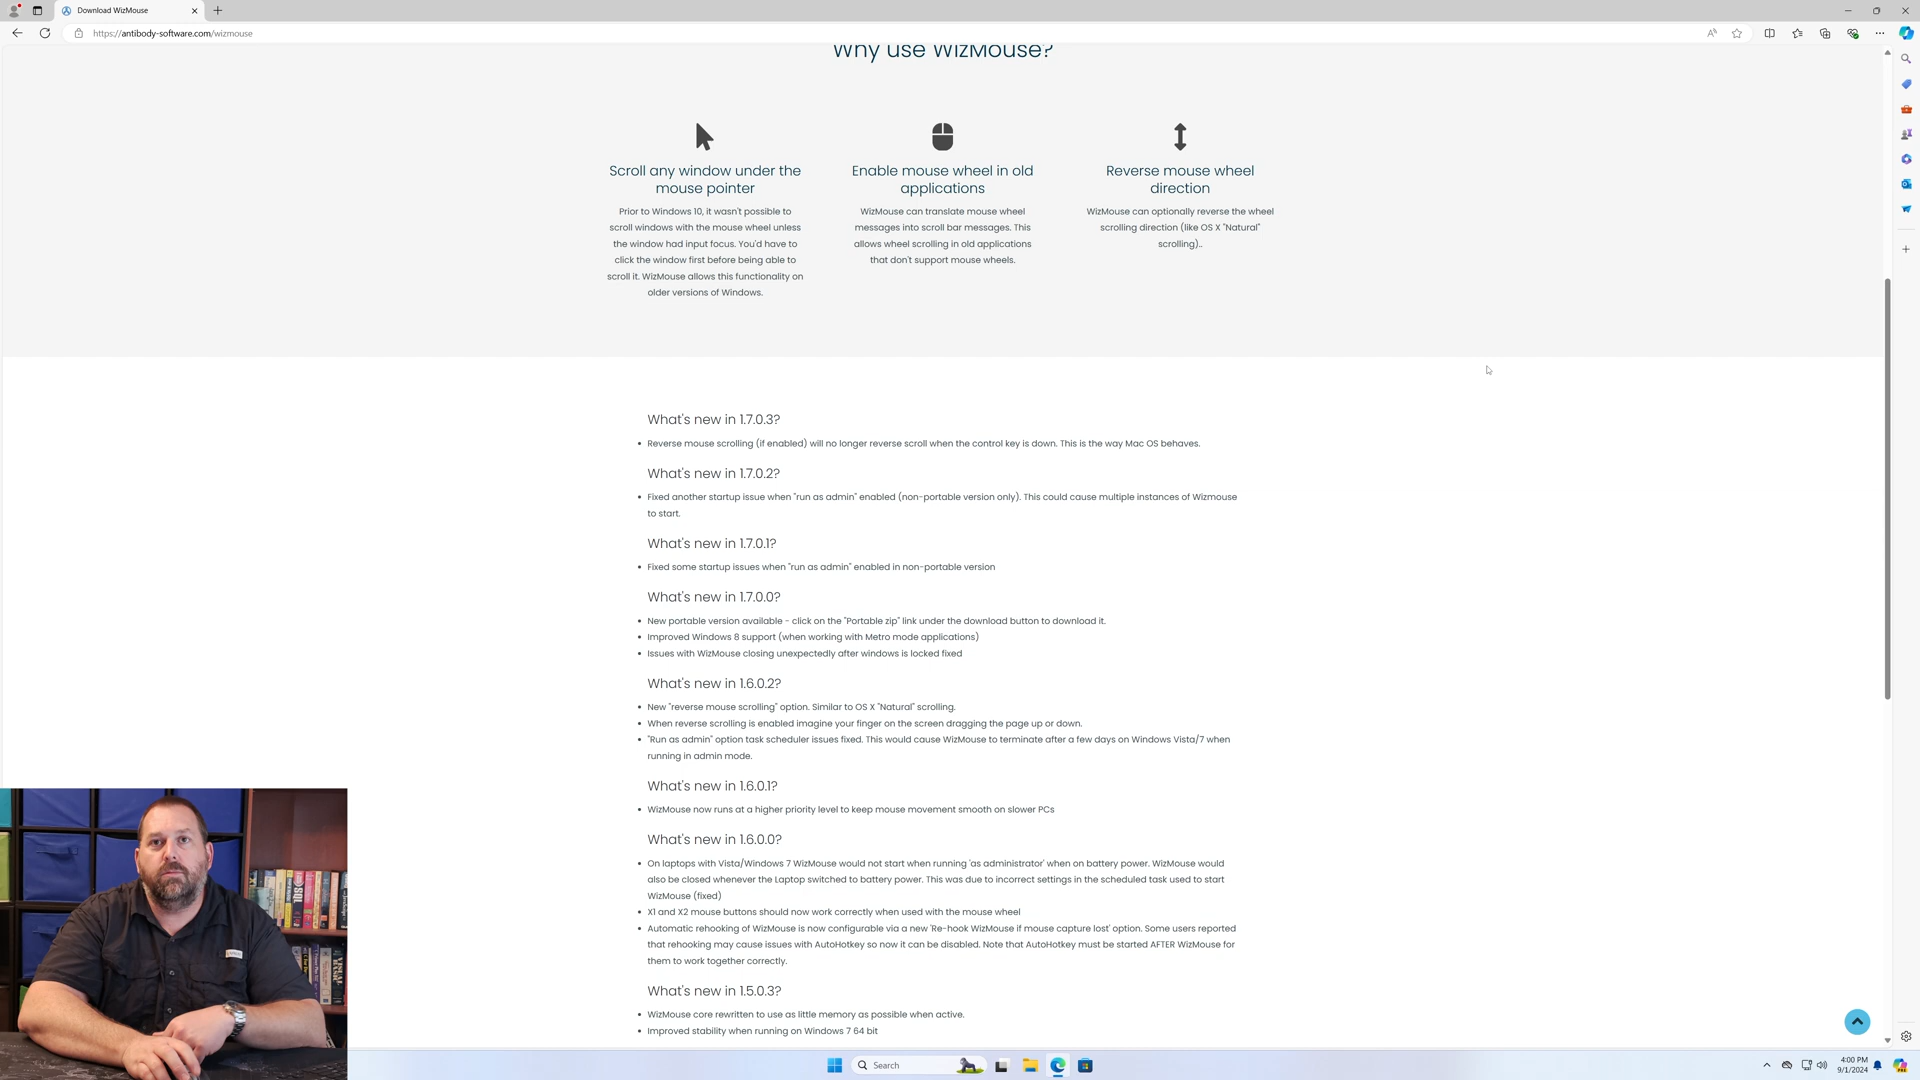 Download WizMouse
https://antibody-software.com/wizmouse
Why use WizMouse?
Scroll any window under the
mouse pointer
Prior to Windows 10, it wasn't possible to
scroll windows with the mouse wheel unless
the window had input focus. You'd have to
click the window first before being able to
scroll it. WizMouse allows this functionality on
older versions of Windows.
Enable mouse wheel in old
applications
WizMouse can translate mouse wheel
messages into scroll bar messages. This
allows wheel scrolling in old applications
that don't support mouse wheels.
Reverse mouse wheel
direction
WizMouse can optionally reverse the wheel
scrolling direction (like OS X "Natural"
scrolling)..
What's new in 1.7.0.3?
• Reverse mouse scrolling (if enabled) will no longer reverse scroll when the control key is down. This is the way Mac OS behaves.
What's new in 1.7.0.2?
• Fixed another startup issue when "run as admin" enabled (non-portable version only). This could cause multiple instances of Wizmouse
to start.
What's new in 1.7.0.1?
• Fixed some startup issues when "run as admin" enabled in non-portable version
What's new in 1.7.0.0?
• New portable version available - click on the "Portable zip" link under the download button to download it.
• Improved Windows 8 support (when working with Metro mode applications)
• Issues with WizMouse closing unexpectedly after windows is locked fixed
What's new in 1.6.0.2?
• New "reverse mouse scrolling" option. Similar to OS X "Natural" scrolling.
• When reverse scrolling is enabled imagine your finger on the screen dragging the page up or down.
• "Run as admin" option task scheduler issues fixed. This would cause WizMouse to terminate after a few days on Windows Vista/7 when
running in admin mode.
What's new in 1.6.0.1?
• WizMouse now runs at a higher priority level to keep mouse movement smooth on slower PCs
What's new in 1.6.0.0?
• On laptops with Vista/Windows 7 WizMouse would not start when running 'as administrator' when on battery power. WizMouse would
also be closed whenever the Laptop switched to battery power. This was due to incorrect settings in the scheduled task used to start
WizMouse (fixed)
• X1 and X2 mouse buttons should now work correctly when used with the mouse wheel
• Automatic rehooking of WizMouse is now configurable via a new 'Re-hook WizMouse if mouse capture lost' option. Some users reported
that rehooking may cause issues with AutoHotkey so now it can be disabled. Note that AutoHotkey must be started AFTER WizMouse for
them to work together correctly.
What's new in 1.5.0.3?
• WizMouse core rewritten to use as little memory as possible when active.
• Improved stability when running on Windows 7 64 bit
Search
4:00 PM
9/1/2024